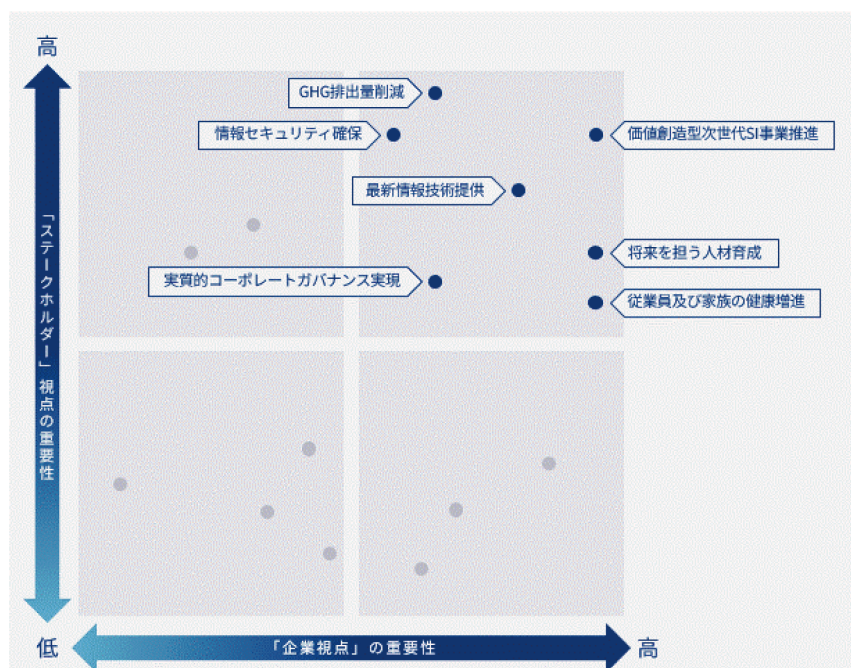 高
GHG排出量削減
情報セキュリティ確保
価値創造型次世代SI事業推進
最新情報技術提供
将来を担う人材育成
実質的コーポレートガバナンス実現
従業員及び家族の健康増進
「ステークホルダー」視点の重要性
低
「企業視点」の重要性
高